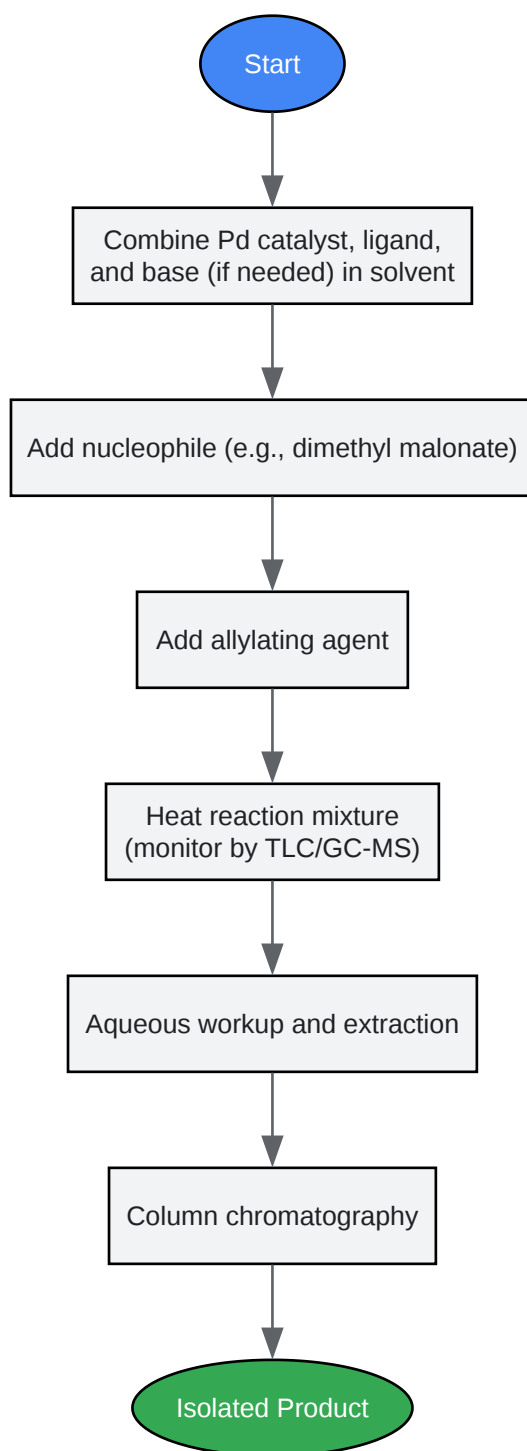 Start
Combine Pd catalyst, ligand,
and base (if needed) in solvent
Add nucleophile (e.g., dimethyl malonate)
Add allylating agent
Heat reaction mixture
(monitor by TLC/GC-MS)
Aqueous workup and extraction
Column chromatography
Isolated Product